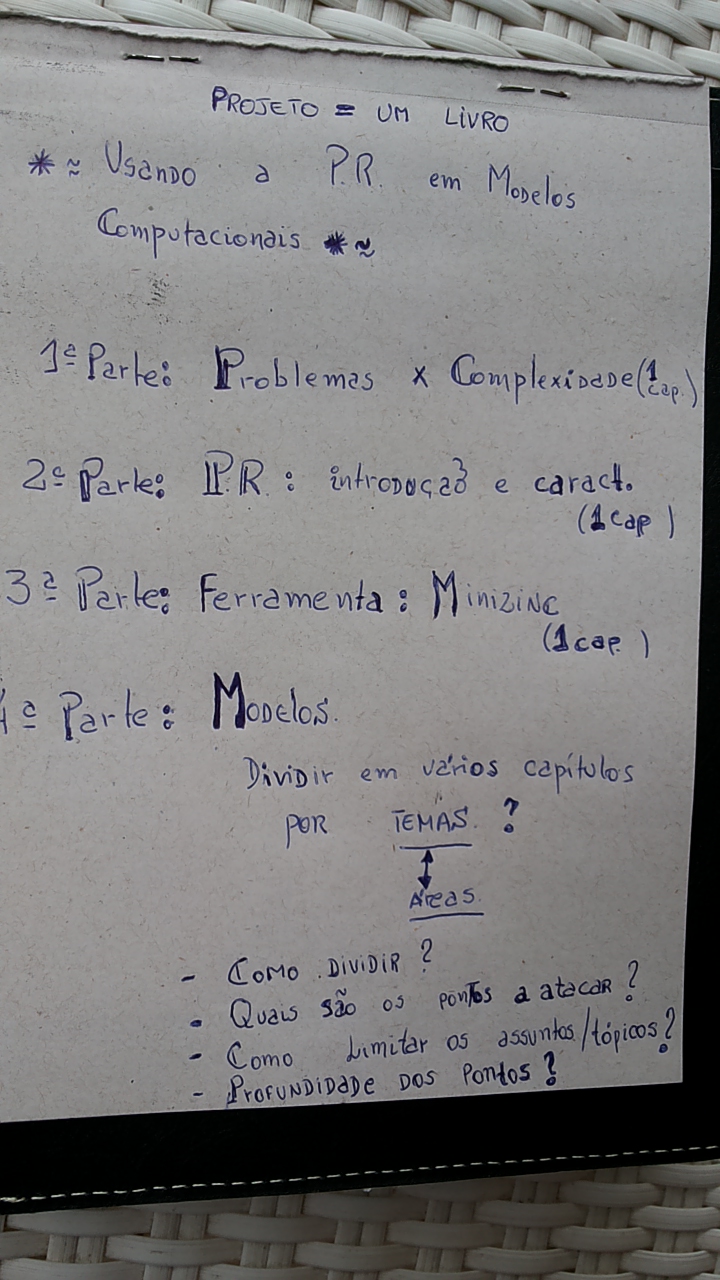 PROJETO = UM LIVRO
* ≈ Usando a P.R. em Modelos
Computacionais * ≈
1ª Parte: Problemas x Complexidade (1 cap.)
2ª Parte: P.R. : introdução e caract.
(1 cap)
3ª Parte: Ferramenta : Minizinc
(1 cap.)
4ª Parte : Modelos.
Dividir em vários capítulos
por TEMAS. ?
Áreas.
- Como dividir ?
- Quais são os pontos a atacar ?
- Como limitar os assuntos/tópicos ?
- Profundidade dos pontos ?